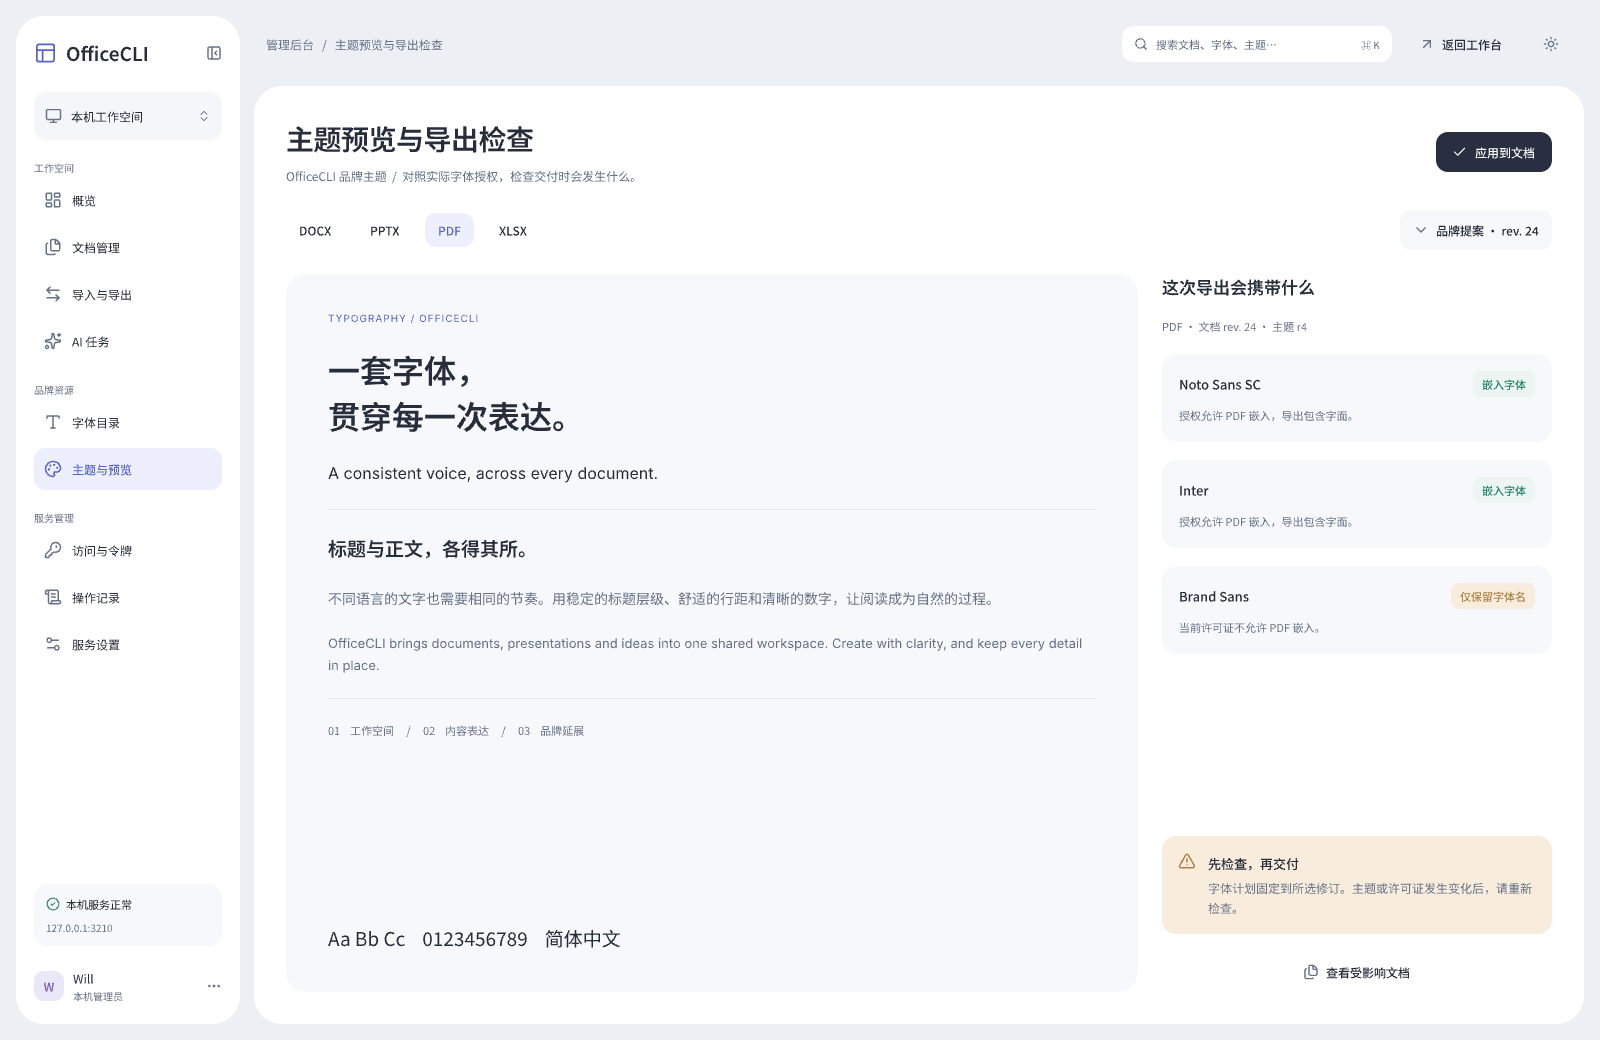 OfficeCLI
本机工作空间
工作空间
概览
文档管理
导入与导出
AI 任务
品牌资源
字体目录
主题与预览
服务管理
访问与令牌
操作记录
服务设置
本机服务正常
127.0.0.1:3210
W
Will
本机管理员
管理后台 / 主题预览与导出检查
搜索文档、字体、主题… ⌘K
返回工作台
主题预览与导出检查
OfficeCLI 品牌主题 / 对照实际字体授权，检查交付时会发生什么。
应用到文档
DOCX PPTX PDF XLSX
品牌提案 · rev. 24
TYPOGRAPHY / OFFICECLI
一套字体，
贯穿每一次表达。
A consistent voice, across every document.
标题与正文，各得其所。
不同语言的文字也需要相同的节奏。用稳定的标题层级、舒适的行距和清晰的数字，让阅读成为自然的过程。
OfficeCLI brings documents, presentations and ideas into one shared workspace. Create with clarity, and keep every detail
in place.
01 工作空间 / 02 内容表达 / 03 品牌延展
Aa Bb Cc 0123456789 简体中文
这次导出会携带什么
PDF · 文档 rev. 24 · 主题 r4
Noto Sans SC 嵌入字体
授权允许 PDF 嵌入，导出包含字面。
Inter 嵌入字体
授权允许 PDF 嵌入，导出包含字面。
Brand Sans 仅保留字体名
当前许可证不允许 PDF 嵌入。
先检查，再交付
字体计划固定到所选修订。主题或许可证发生变化后，请重新
检查。
查看受影响文档